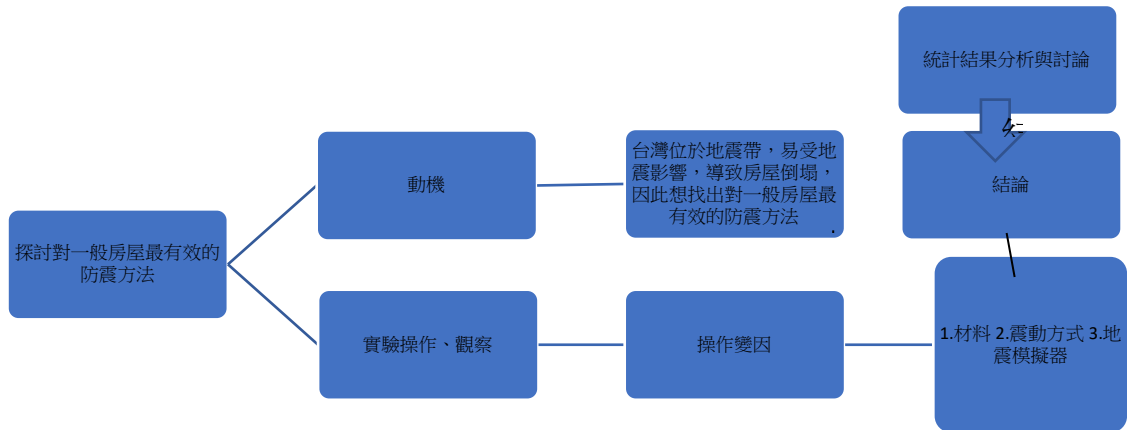 統計結果分析與討論
動機
台灣位於地震帶，易受地
震影響，導致房屋倒塌，
因此想找出對一般房屋最
有效的防震方法
.
結論
探討對一般房屋最有效的
防震方法
實驗操作、觀察
操作變因
1.材料 2.震動方式 3.地
震模擬器